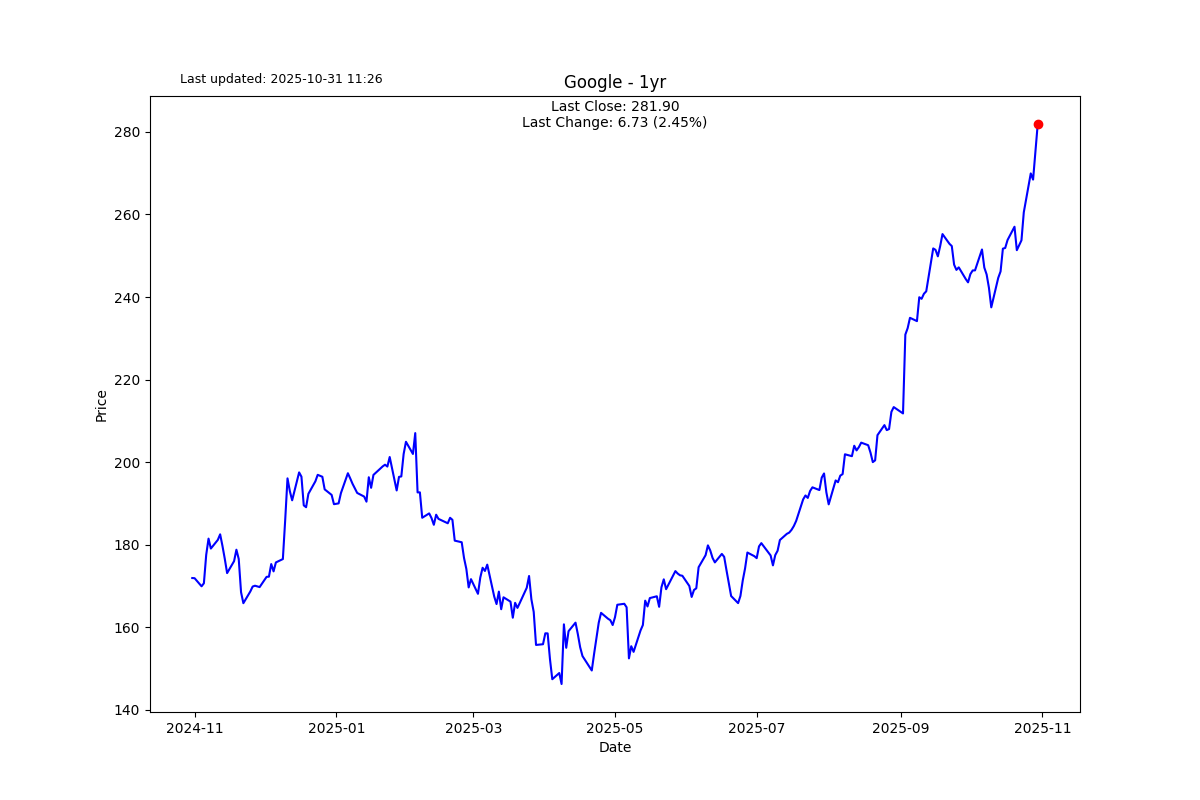 Last updated: 2025-10-31 11:26
Google - 1yr
Last Close: 281.90
Last Change: 6.73 (2.45%)
280
260
240
220
200
180
160
140
Price
2024-11
2025-01
2025-03
2025-05
2025-07
2025-09
2025-11
Date